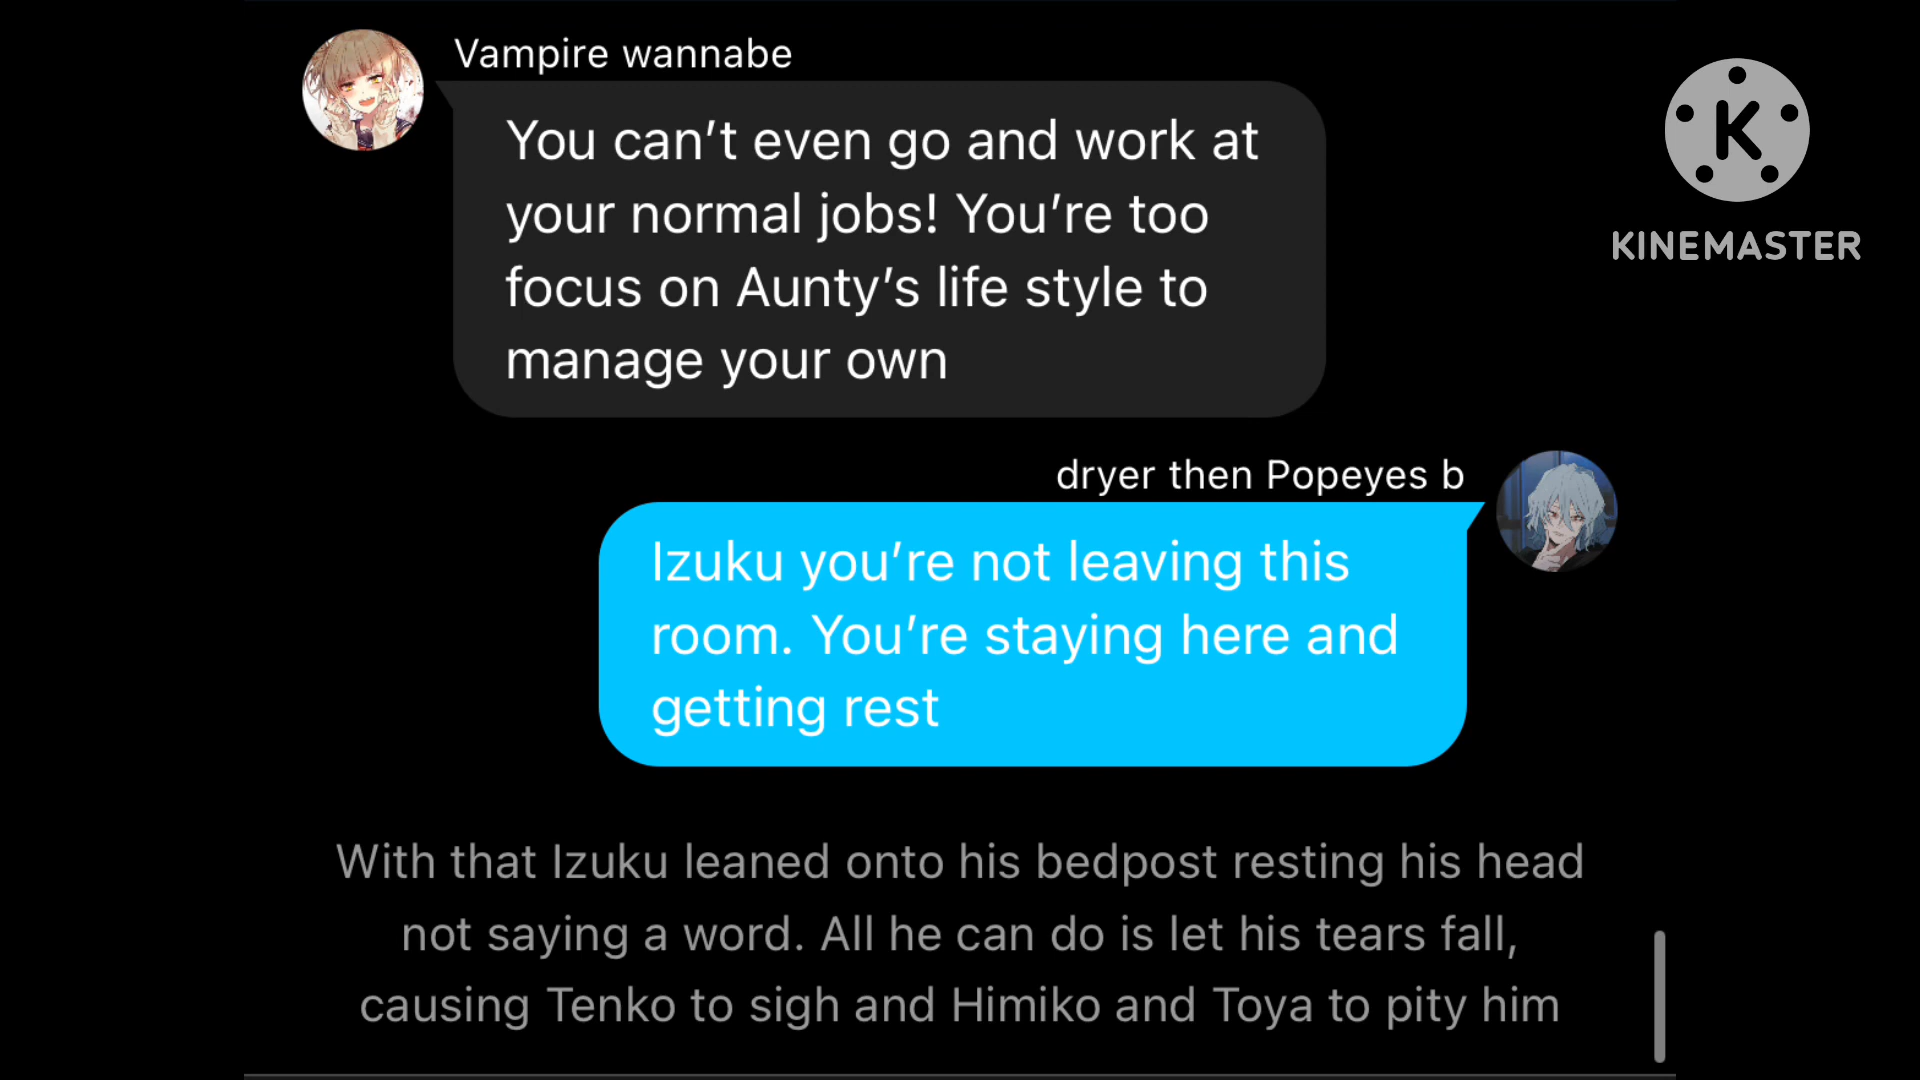 Vampire wannabe
You can’t even go and work at
your normal jobs! You’re too
focus on Aunty’s life style to
manage your own
K
KINEMASTER
dryer then Popeyes b
Izuku you’re not leaving this
room. You’re staying here and
getting rest
With that Izuku leaned onto his bedpost resting his head
not saying a word. All he can do is let his tears fall,
causing Tenko to sigh and Himiko and Toya to pity him